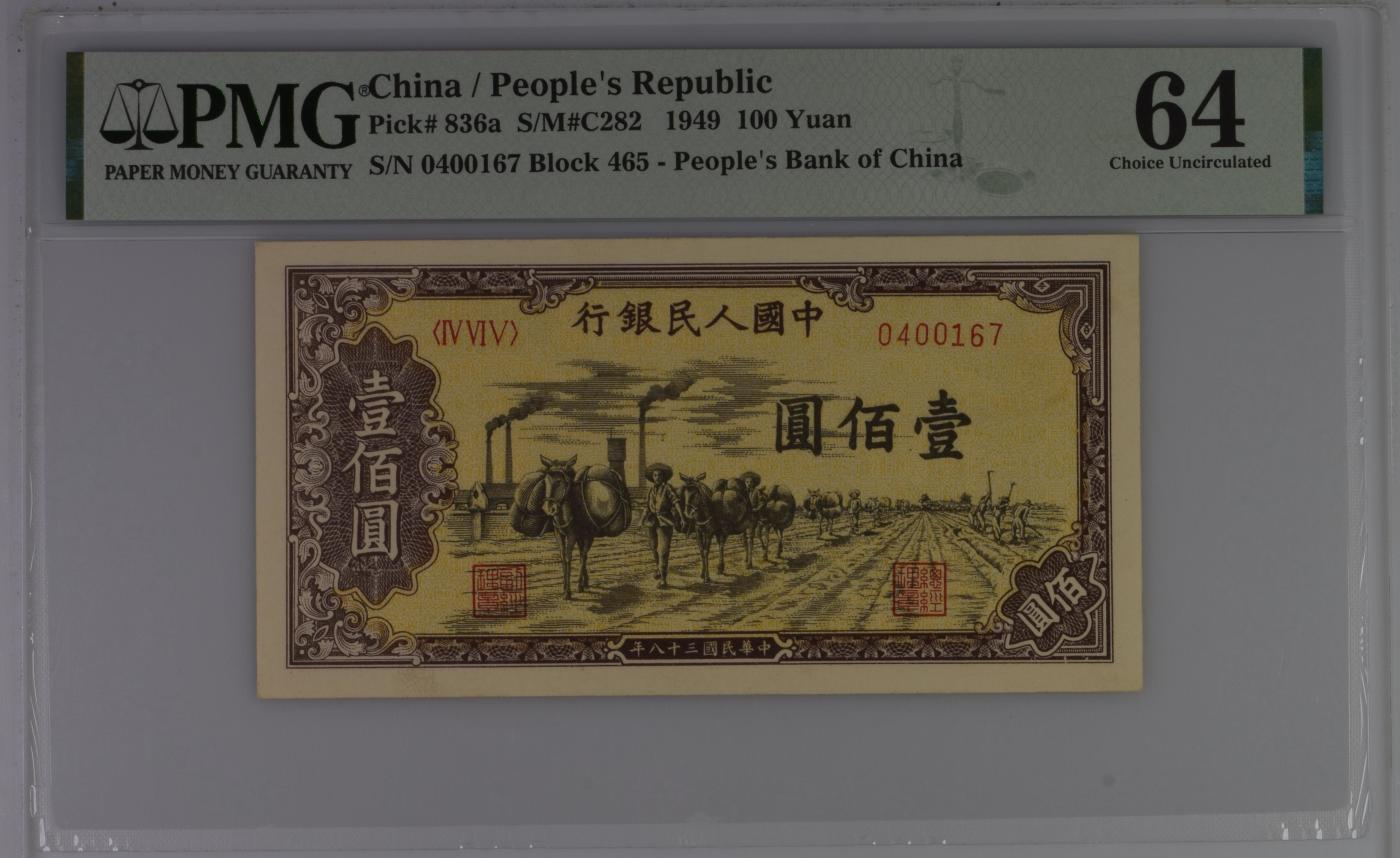 PMG®
PAPER MONEY GUARANTY
China / People's Republic
Pick# 836a S/M#C282 1949 100 Yuan
S/N 0400167 Block 465 - People's Bank of China
64
Choice Uncirculated
行銀民人國中
〈IV VI V〉
0400167
圓佰壹
壹佰圓
佰圓
年八十三國民華中